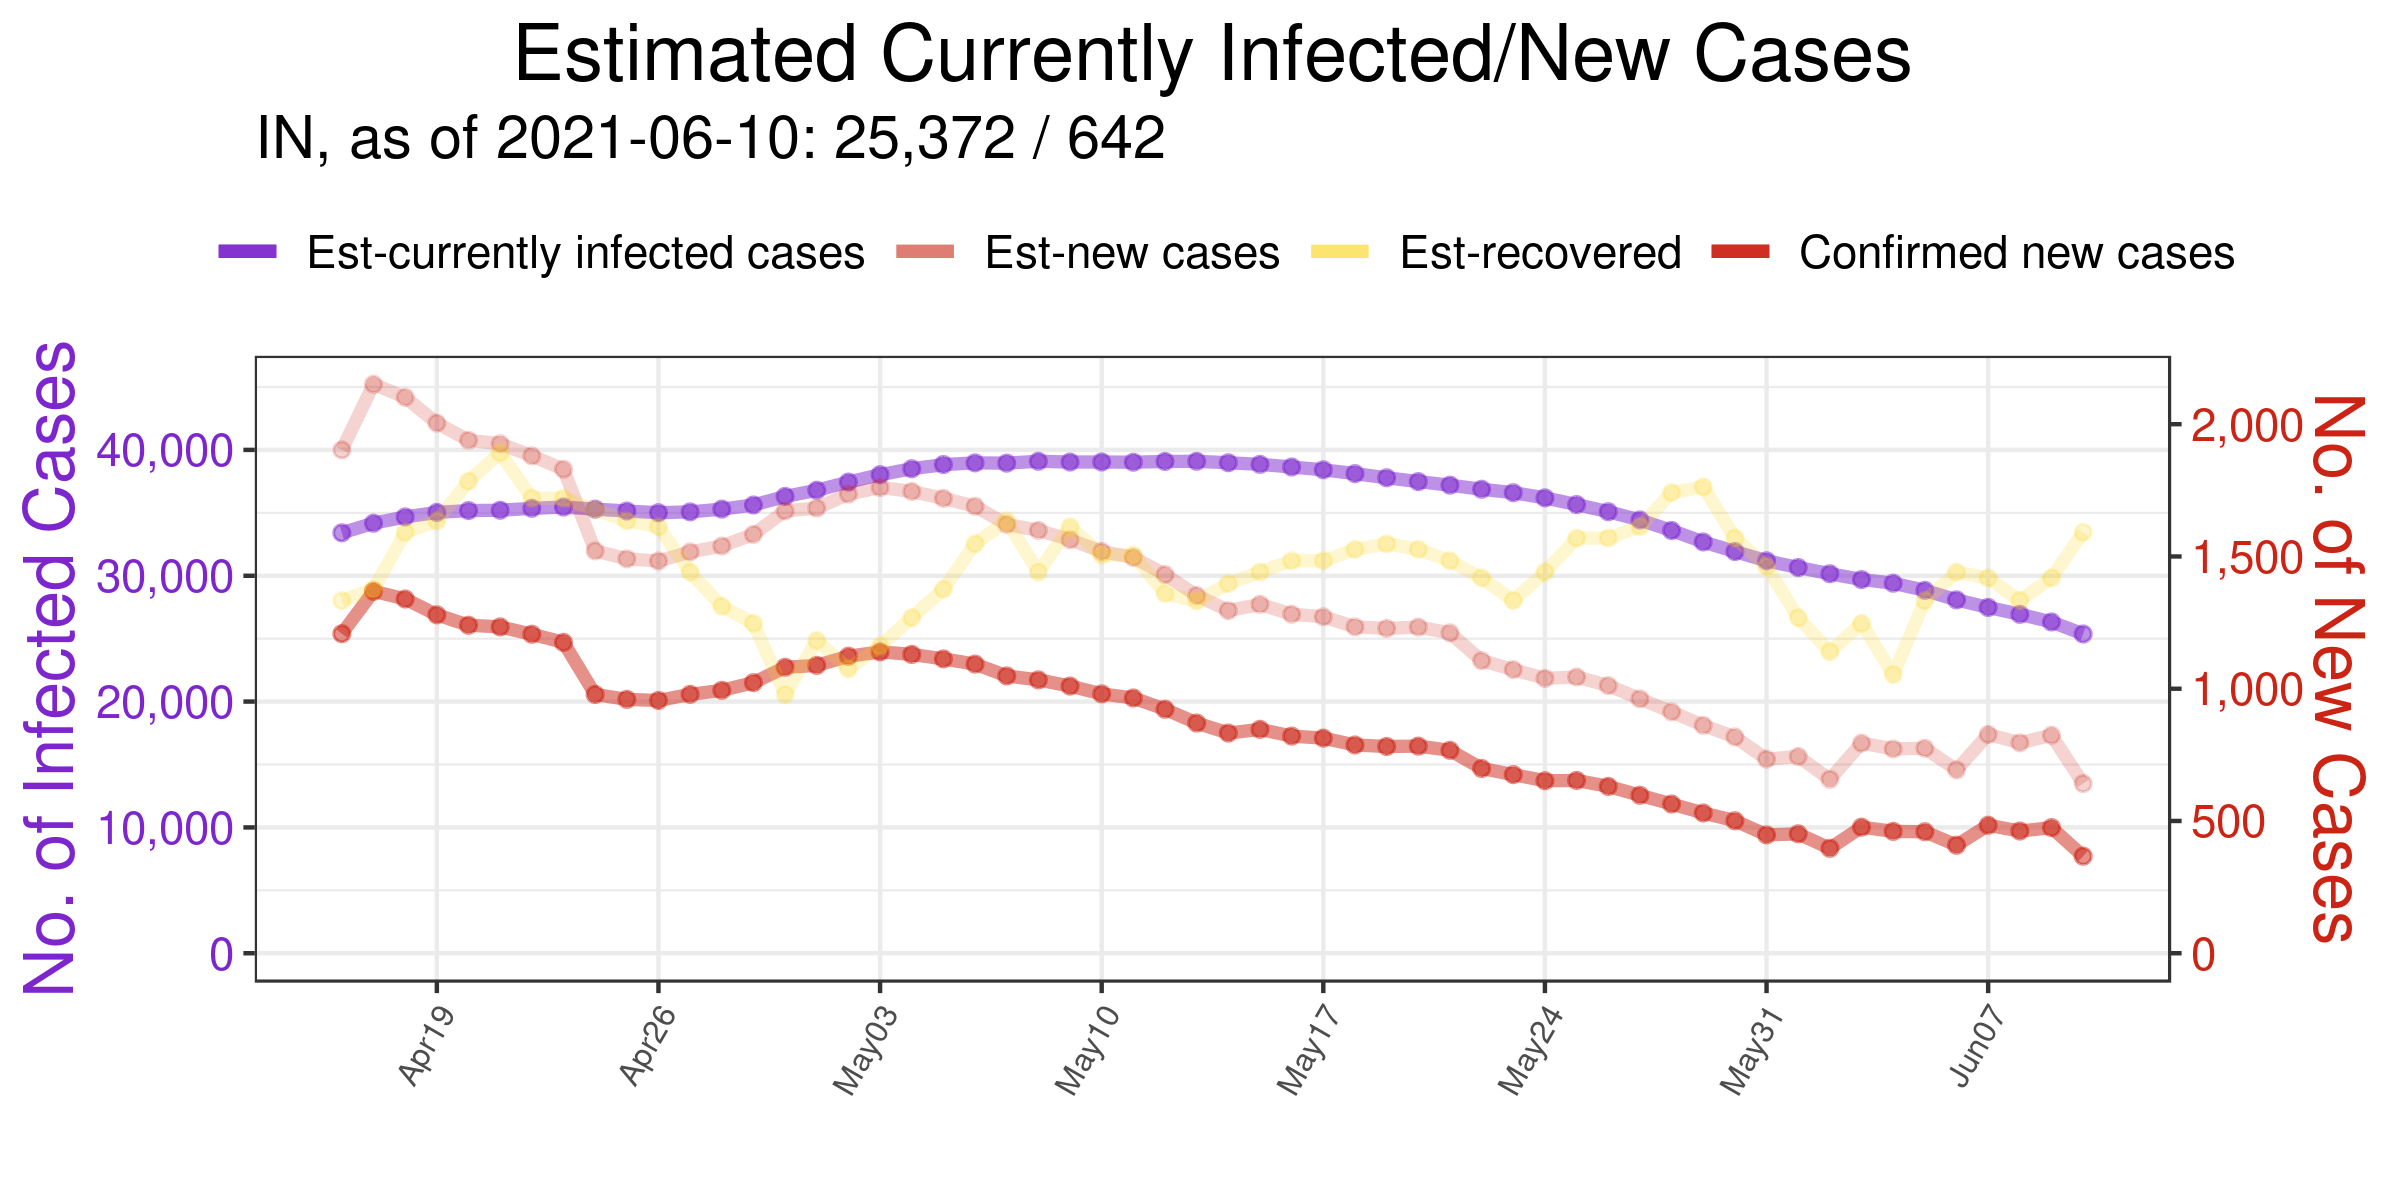 Estimated Currently Infected/New Cases
IN, as of 2021-06-10: 25,372 / 642
Est-currently infected cases
Est-new cases
Est-recovered
Confirmed new cases
No. of Infected Cases
40,000
30,000
20,000
10,000
0
2,000
1,500
1,000
500
0
No. of New Cases
Apr19
Apr26
May03
May10
May17
May24
May31
Jun07